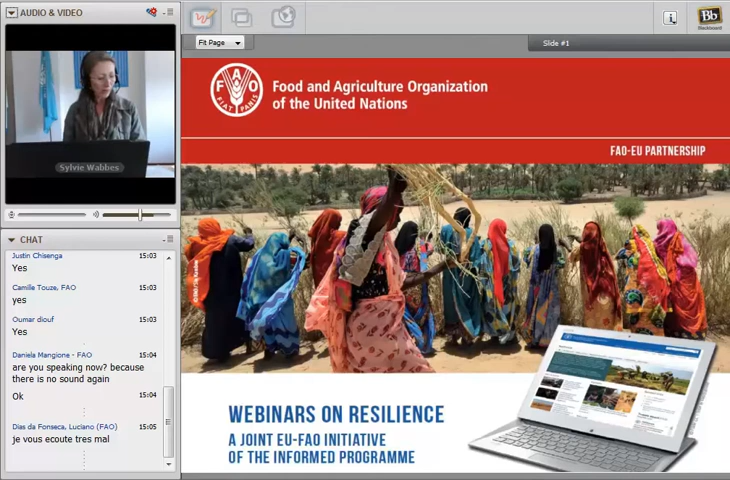 AUDIO & VIDEO
Sylvie Wabbes
CHAT
Justin Chisenga 15:03
Yes
Camille Touze, FAO 15:03
yes
Oumar diouf 15:03
Yes
Daniela Mangione - FAO 15:04
are you speaking now? because
there is no sound again
Ok 15:04
Dias da Fonseca, Luciano (FAO) 15:05
je vous ecoute tres mal
Fit Page
Slide #1
Bb
Blackboard
F A O
FIAT PANIS
Food and Agriculture Organization
of the United Nations
FAO-EU PARTNERSHIP
WEBINARS ON RESILIENCE
A JOINT EU-FAO INITIATIVE
OF THE INFORMED PROGRAMME